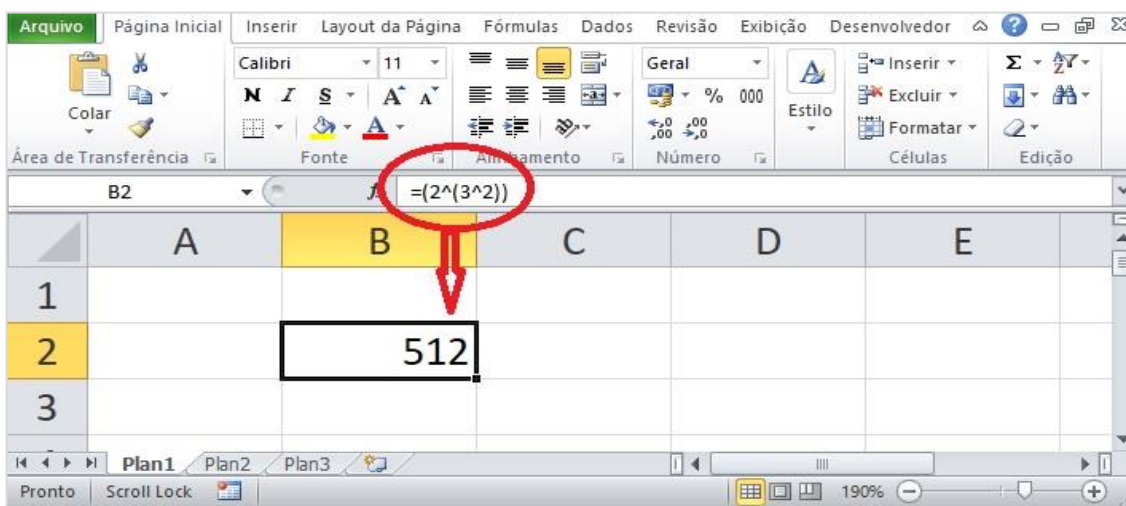 Arquivo Página Inicial Inserir Layout da Página Fórmulas Dados Revisão Exibição Desenvolvedor
Colar
Calibri 11
N I S A A
Geral
% 000
Estilo
Inserir
Excluir
Formatar
Σ
Área de Transferência Fonte Alinhamento Número Células Edição
B2 fx =(2^(3^2))
A B C D E
1
2 512
3
Plan1 Plan2 Plan3
Pronto Scroll Lock 190%